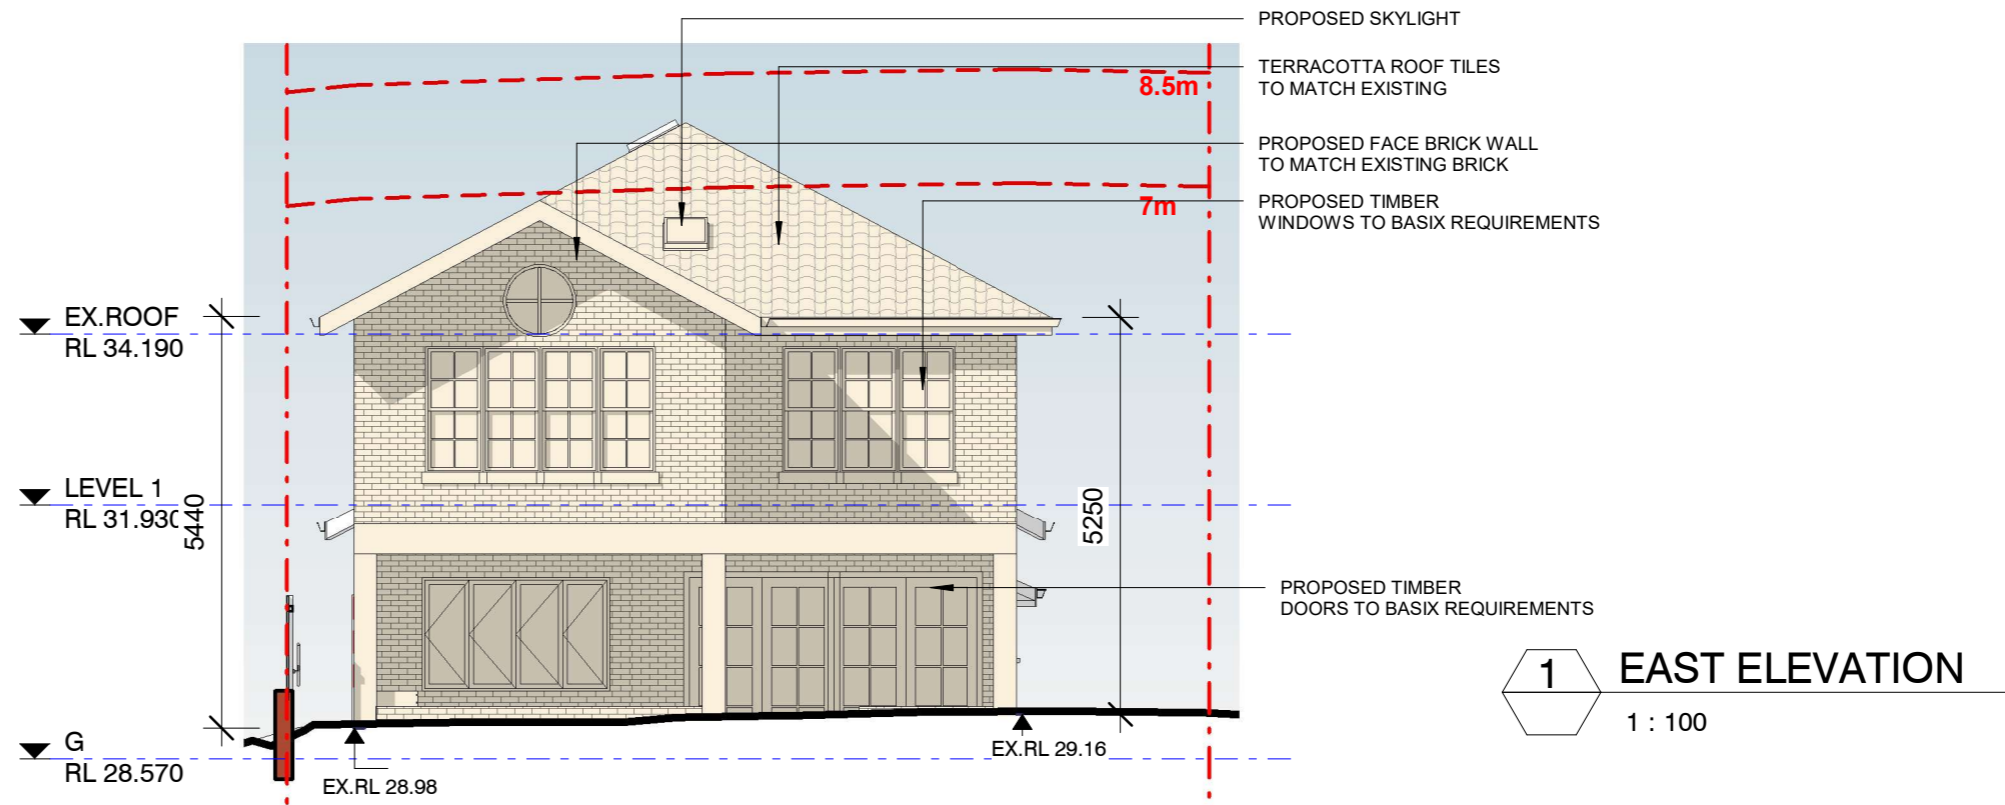 PROPOSED SKYLIGHT
TERRACOTTA ROOF TILES
TO MATCH EXISTING
8.5m
PROPOSED FACE BRICK WALL
TO MATCH EXISTING BRICK
PROPOSED TIMBER
WINDOWS TO BASIX REQUIREMENTS
7m
EX.ROOF
RL 34.190
LEVEL 1
RL 31.930
5440
5250
PROPOSED TIMBER
DOORS TO BASIX REQUIREMENTS
1 EAST ELEVATION
1 : 100
G
RL 28.570
EX.RL 28.98
EX.RL 29.16